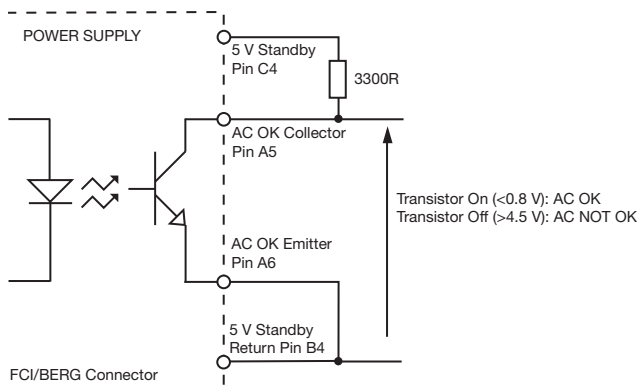 POWER SUPPLY
5 V Standby
Pin C4
3300R
AC OK Collector
Pin A5
Transistor On (<0.8 V): AC OK
Transistor Off (>4.5 V): AC NOT OK
AC OK Emitter
Pin A6
5 V Standby
Return Pin B4
FCI/BERG Connector